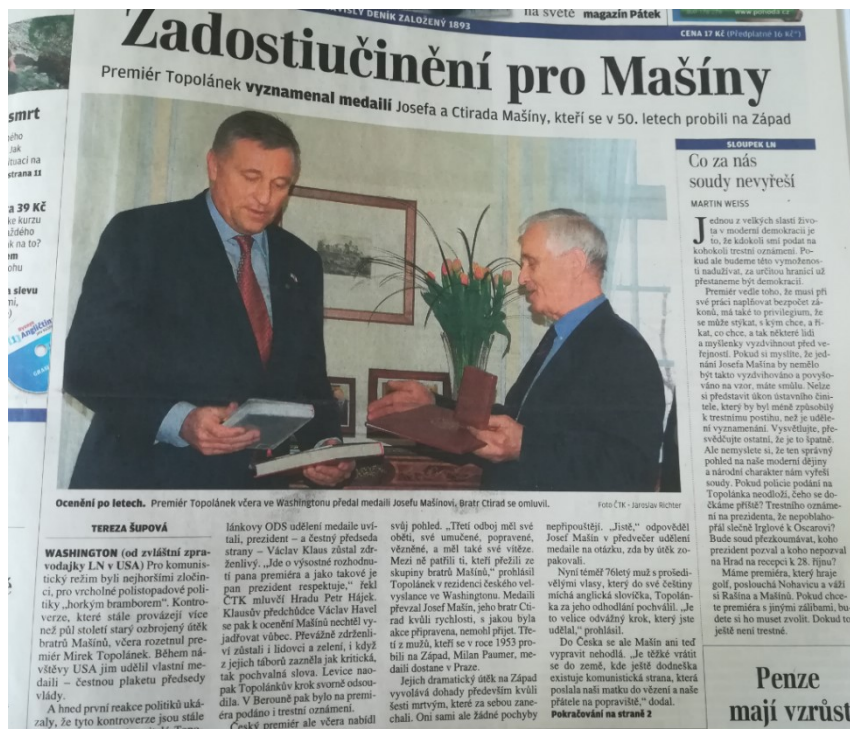 VISLÝ DENÍK ZALOŽENÝ 1893
na světě magazín Pátek
CENA 17 Kč (Předplatné 16 Kč*)
Zadostiučinění pro Mašíny
Premiér Topolánek vyznamenal medailí Josefa a Ctirada Mašíny, kteří se v 50. letech probili na Západ
smrt
Jak
situaci na
strana 11
a 39 Kč
ke kurzu
k na to?
slevu
Angličtin
Ocenění po letech. Premiér Topolánek včera ve Washingtonu předal medaili Josefu Mašínovi, Bratr Ctirad se omluvil.
Foto ČTK - Jaroslav Richter
TEREZA ŠUPOVÁ
WASHINGTON (od zvláštní zpra-
vodajky LN v USA) Pro komunis-
tický režim byli nejhoršími zločin-
ci, pro vrcholné polistopadové poli-
tiky „horkým bramborem“. Kontro-
verze, které stále provázejí více
než půl století starý ozbrojený útěk
bratrů Mašínů, včera rozetnul pre-
miér Mirek Topolánek. Během ná-
vštěvy USA jim udělil vlastní me-
daili – čestnou plaketu předsedy
vlády.
A hned první reakce politiků uká-
zaly, že tyto kontroverze jsou stále
lánkovy ODS udělení medaile uví-
tali, prezident – a čestný předseda
strany – Václav Klaus zůstal zdr-
ženlivý. „Jde o výsostné rozhodnu-
tí pana premiéra a jako takové je
pan prezident respektuje,“ řekl
ČTK mluvčí Hradu Petr Hájek.
Klausův předchůdce Václav Havel
se pak k ocenění Mašínů nechtěl vy-
jadřovat vůbec. Převážně zdrženli-
ví zůstali i lidovci a zelení, i když
z jejich táborů zazněla jak kritická,
tak pochvalná slova. Levice nao-
pak Topolánkův krok svorně odsou-
dila. V Berouně pak bylo na premi-
éra podáno i trestní oznámení.
Český premiér ale včera nabídl
svůj pohled. „Třetí odboj měl své
oběti, své umučené, popravené,
vězněné, a měl také své vítěze.
Mezi ně patřili ti, kteří přežili ze
skupiny bratrů Mašínů,“ prohlásil
Topolánek v rezidenci českého vel-
vyslance ve Washingtonu. Medaili
převzal Josef Mašín, jeho bratr Cti-
rad kvůli rychlosti, s jakou byla
akce připravena, nemohl přijet. Tře-
tí z mužů, kteří se v roce 1953 pro-
bili na Západ, Milan Paumer, me-
daili dostane v Praze.
Jejich dramatický útěk na Západ
vyvolává dohady především kvůli
šesti mrtvým, které za sebou zane-
chali. Oni sami ale žádné pochyby
nepřipouštějí. „Jistě,“ odpověděl
Josef Mašín v předvečer udělení
medaile na otázku, zda by útěk zo-
pakovali.
Nyní téměř 76letý muž s prošedi-
vělými vlasy, který do své češtiny
míchá anglická slovíčka, Topolán-
ka za jeho odhodlání pochválil. „Je
to velice odvážný krok, který jste
udělal,“ prohlásil.
Do Česka se ale Mašín ani teď
vypravit nehodlá. „Je těžké vrátit
se do země, kde ještě dodneška
existuje komunistická strana, která
poslala naši matku do vězení a naše
přátele na popraviště,“ dodal.
Pokračování na straně 2
SLOUPEK LN
Co za nás
soudy nevyřeší
MARTIN WEISS
Jednou z velkých slastí živo-
ta v moderní demokracii je
to, že kdokoli smí podat na
kohokoli trestní oznámení. Po-
kud ale budeme této vymoženos-
ti nadužívat, za určitou hranicí už
přestaneme být demokracií.
Premiér vedle toho, že musí při
své práci naplňovat bezpočet zá-
konů, má také to privilegium, že
se může stýkat, s kým chce, a ří-
kat, co chce, a tak některé lidi
a myšlenky vyzdvihnout před ve-
řejností. Pokud si myslíte, že jed-
nání Josefa Mašína by nemělo
být takto vyzdvihováno a povyšo-
váno na vzor, máte smůlu. Nelze
si představit úkon ústavního čini-
tele, který by byl méně způsobilý
k trestnímu postihu, než je uděle-
ní vyznamenání. Vysvětlujte, pře-
svědčujte ostatní, že je to špatně.
Ale nemyslete si, že ten správný
pohled na naše moderní dějiny
a národní charakter nám vyřeší
soudy. Pokud policie podání na
Topolánka neodloží, čeho se do-
čkáme příště? Trestního oznáme-
ní na prezidenta, že nepoblaho-
přál slečně Irglové k Oscarovi?
Bude soud přezkoumávat, koho
prezident pozval a koho nepozval
na Hrad na recepci k 28. říjnu?
Máme premiéra, který hraje
golf, poslouchá Nohavicu a váží
si Rašína a Mašínů. Pokud chce-
te premiéra s jinými zálibami, bu-
dete si ho muset zvolit. Dokud to
ještě není trestné.
Penze
mají vzrůst